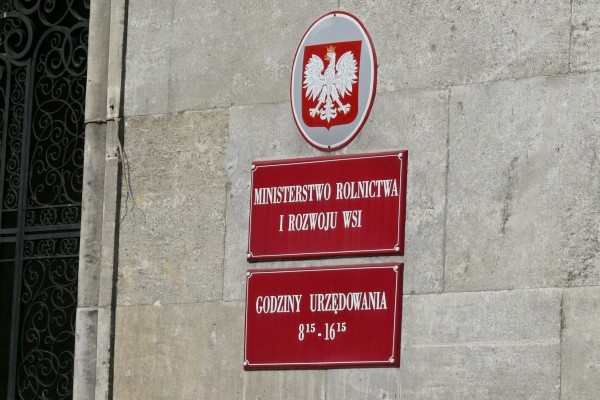 MINISTERSTWO ROLNICTWA
I ROZWOJU WSI
GODZINY URZĘDOWANIA
8¹⁵ - 16¹⁵